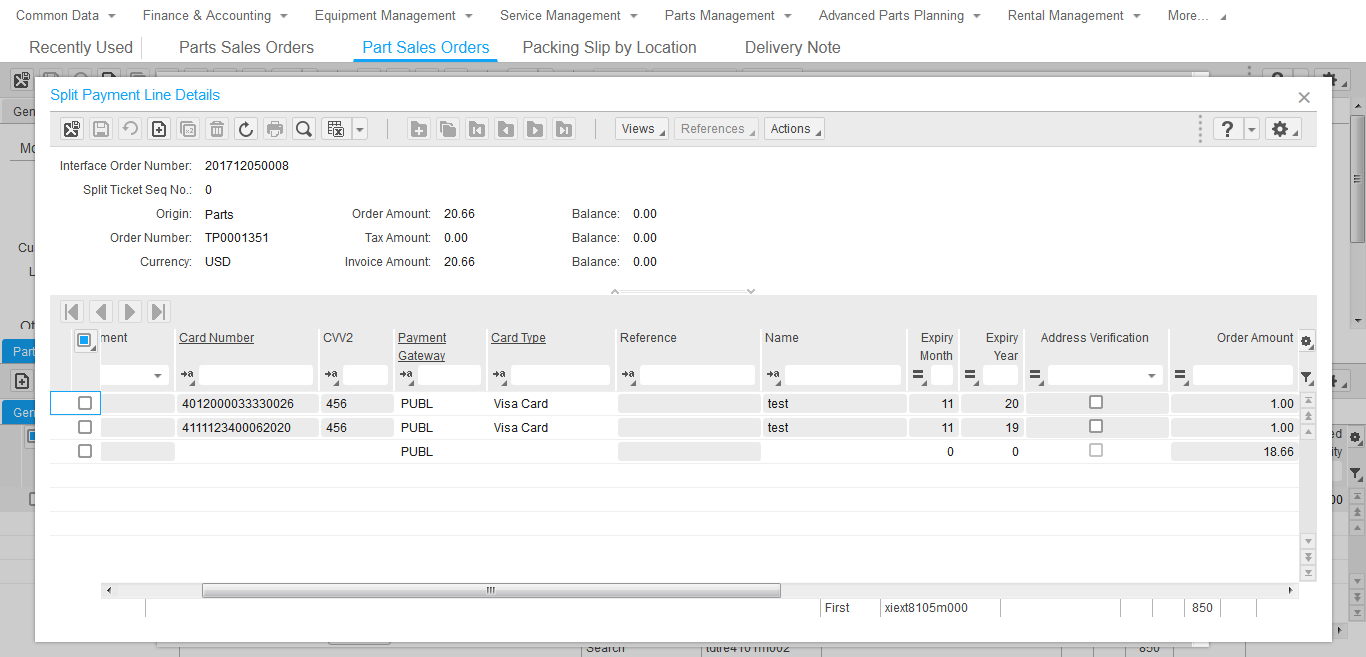 Common Data Finance & Accounting Equipment Management Service Management Parts Management Advanced Parts Planning Rental Management More...
Recently Used Parts Sales Orders Part Sales Orders Packing Slip by Location Delivery Note
Split Payment Line Details
Views References Actions
Interface Order Number: 201712050008
Split Ticket Seq No.: 0
Origin: Parts Order Amount: 20.66 Balance: 0.00
Order Number: TP0001351 Tax Amount: 0.00 Balance: 0.00
Currency: USD Invoice Amount: 20.66 Balance: 0.00
ment Card Number CVV2 Payment Gateway Card Type Reference Name Expiry Month Expiry Year Address Verification Order Amount
4012000033330026 456 PUBL Visa Card test 11 20 1.00
4111123400062020 456 PUBL Visa Card test 11 19 1.00
PUBL 0 0 18.66
First xiext8105m000 850
Gen
Mo
Cu
L
Part
Gen
ed
ity
00
Search 850